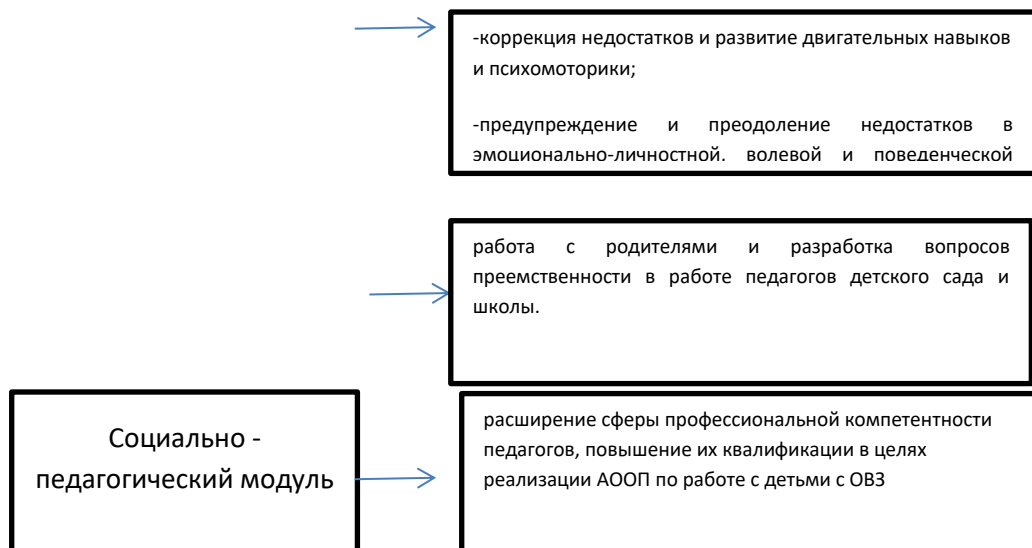 -коррекция недостатков и развитие двигательных навыков
и психомоторики;
-предупреждение и преодоление недостатков в
эмоционально-личностной, волевой и поведенческой
работа с родителями и разработка вопросов
преемственности в работе педагогов детского сада и
школы.
Социально -
педагогический модуль
расширение сферы профессиональной компетентности
педагогов, повышение их квалификации в целях
реализации АООП по работе с детьми с ОВЗ